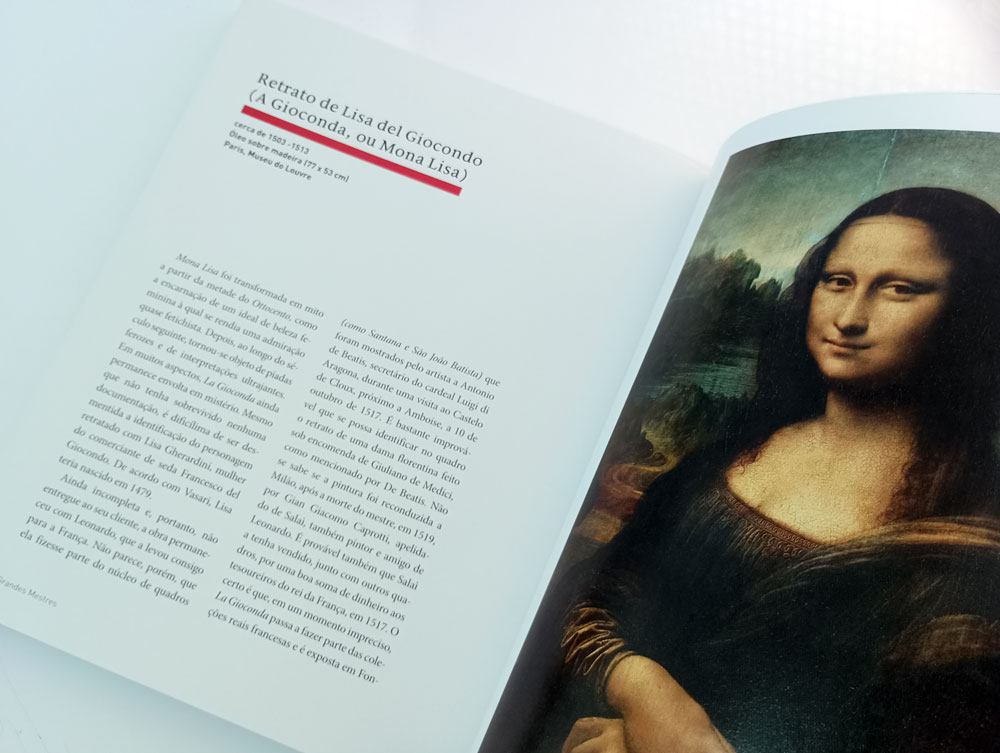 Retrato de Lisa del Giocondo
(A Gioconda, ou Mona Lisa)
cerca de 1503 -1513
Óleo sobre madeira (77 x 53 cm)
Paris, Museu do Louvre
Mona Lisa foi transformada em mito
a partir da metade do Ottocento, como
a encarnação de um ideal de beleza fe-
minina à qual se rendia uma admiração
quase fetichista. Depois, ao longo do sé-
culo seguinte, tornou-se objeto de piadas
ferozes e de interpretações ultrajantes.
Em muitos aspectos, La Gioconda ainda
permanece envolta em mistério. Mesmo
que não tenha sobrevivido nenhuma
documentação, é dificílima de ser des-
mentida a identificação do personagem
retratado com Lisa Gherardini, mulher
do comerciante de seda Francesco del
Giocondo. De acordo com Vasari, Lisa
teria nascido em 1479.
Ainda incompleta e, portanto, não
entregue ao seu cliente, a obra permane-
ceu com Leonardo, que a levou consigo
para a França. Não parece, porém, que
ela fizesse parte do núcleo de quadros
(como Santana e São João Batista) que
foram mostrados pelo artista a Antonio
de Beatis, secretário do cardeal Luigi di
Aragona, durante uma visita ao Castelo
de Cloux, próximo a Amboise, a 10 de
outubro de 1517. É bastante imprová-
vel que se possa identificar no quadro
o retrato de uma dama florentina feito
sob encomenda de Giuliano de Medici,
como mencionado por De Beatis. Não
se sabe se a pintura foi reconduzida a
Milão, após a morte do mestre, em 1519,
por Gian Giacomo Caprotti, apelida-
do de Salai, também pintor e amigo de
Leonardo. É provável também que Salai
a tenha vendido, junto com outros qua-
dros, por uma boa soma de dinheiro aos
tesoureiros do rei da França, em 1517. O
certo é que, em um momento impreciso,
La Gioconda passa a fazer parte das cole-
ções reais francesas e é exposta em Fon-
Grandes Mestres